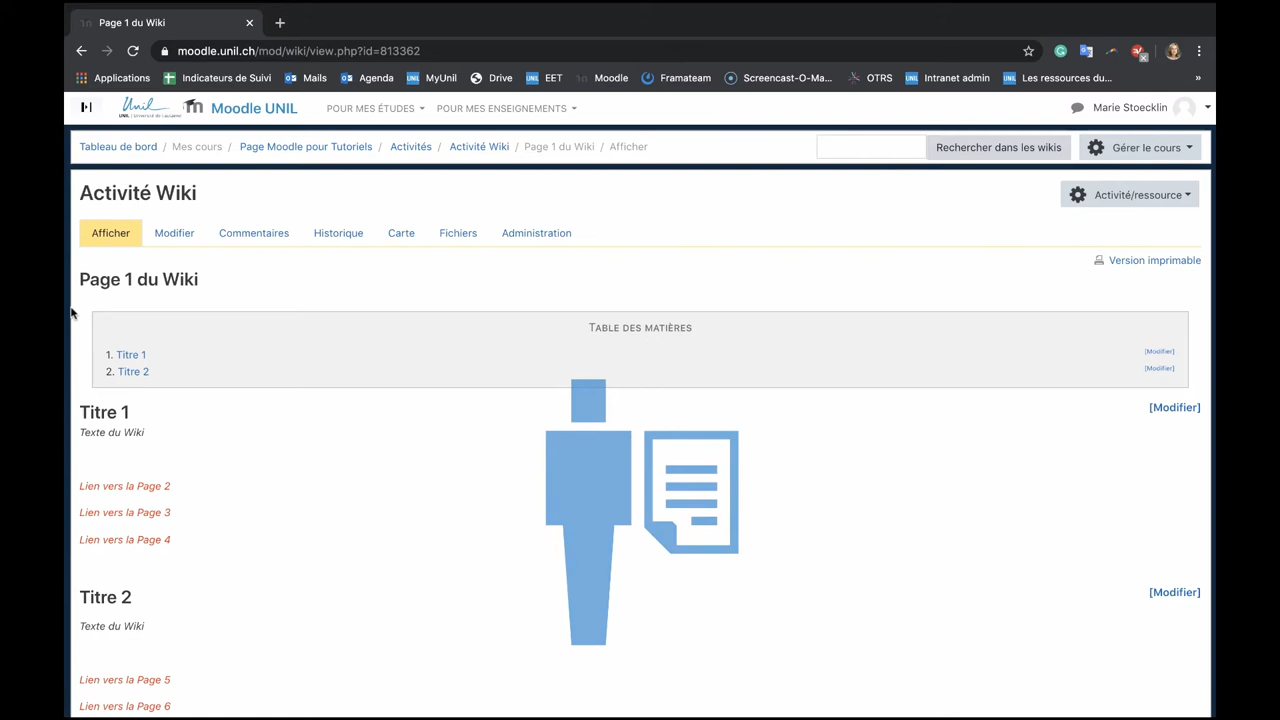 Page 1 du Wiki
moodle.unil.ch/mod/wiki/view.php?id=813362
Applications Indicateurs de Suivi Mails Agenda MyUnil Drive EET Moodle Framateam Screencast-O-Ma... OTRS Intranet admin Les ressources du... »
Unil Moodle UNIL POUR MES ÉTUDES POUR MES ENSEIGNEMENTS Marie Stoecklin
Tableau de bord / Mes cours / Page Moodle pour Tutoriels / Activités / Activité Wiki / Page 1 du Wiki / Afficher Rechercher dans les wikis Gérer le cours
Activité Wiki Activité/ressource
Afficher Modifier Commentaires Historique Carte Fichiers Administration
Version imprimable
Page 1 du Wiki
TABLE DES MATIÈRES
1. Titre 1 [Modifier]
2. Titre 2 [Modifier]
Titre 1 [Modifier]
Texte du Wiki
Lien vers la Page 2
Lien vers la Page 3
Lien vers la Page 4
Titre 2 [Modifier]
Texte du Wiki
Lien vers la Page 5
Lien vers la Page 6